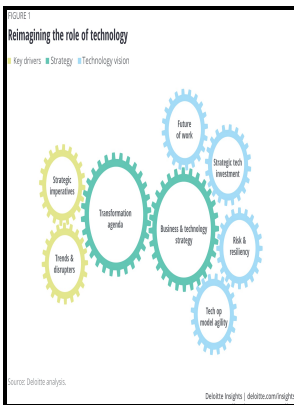 FIGURE 1
Reimagining the role of technology
Key drivers Strategy Technology vision
Future
of work
Strategic tech
investment
Strategic
imperatives
Transformation
agenda
Business & technology
strategy
Risk &
resiliency
Trends &
disrupters
Tech op
model agility
Source: Deloitte analysis.
Deloitte Insights | deloitte.com/insights